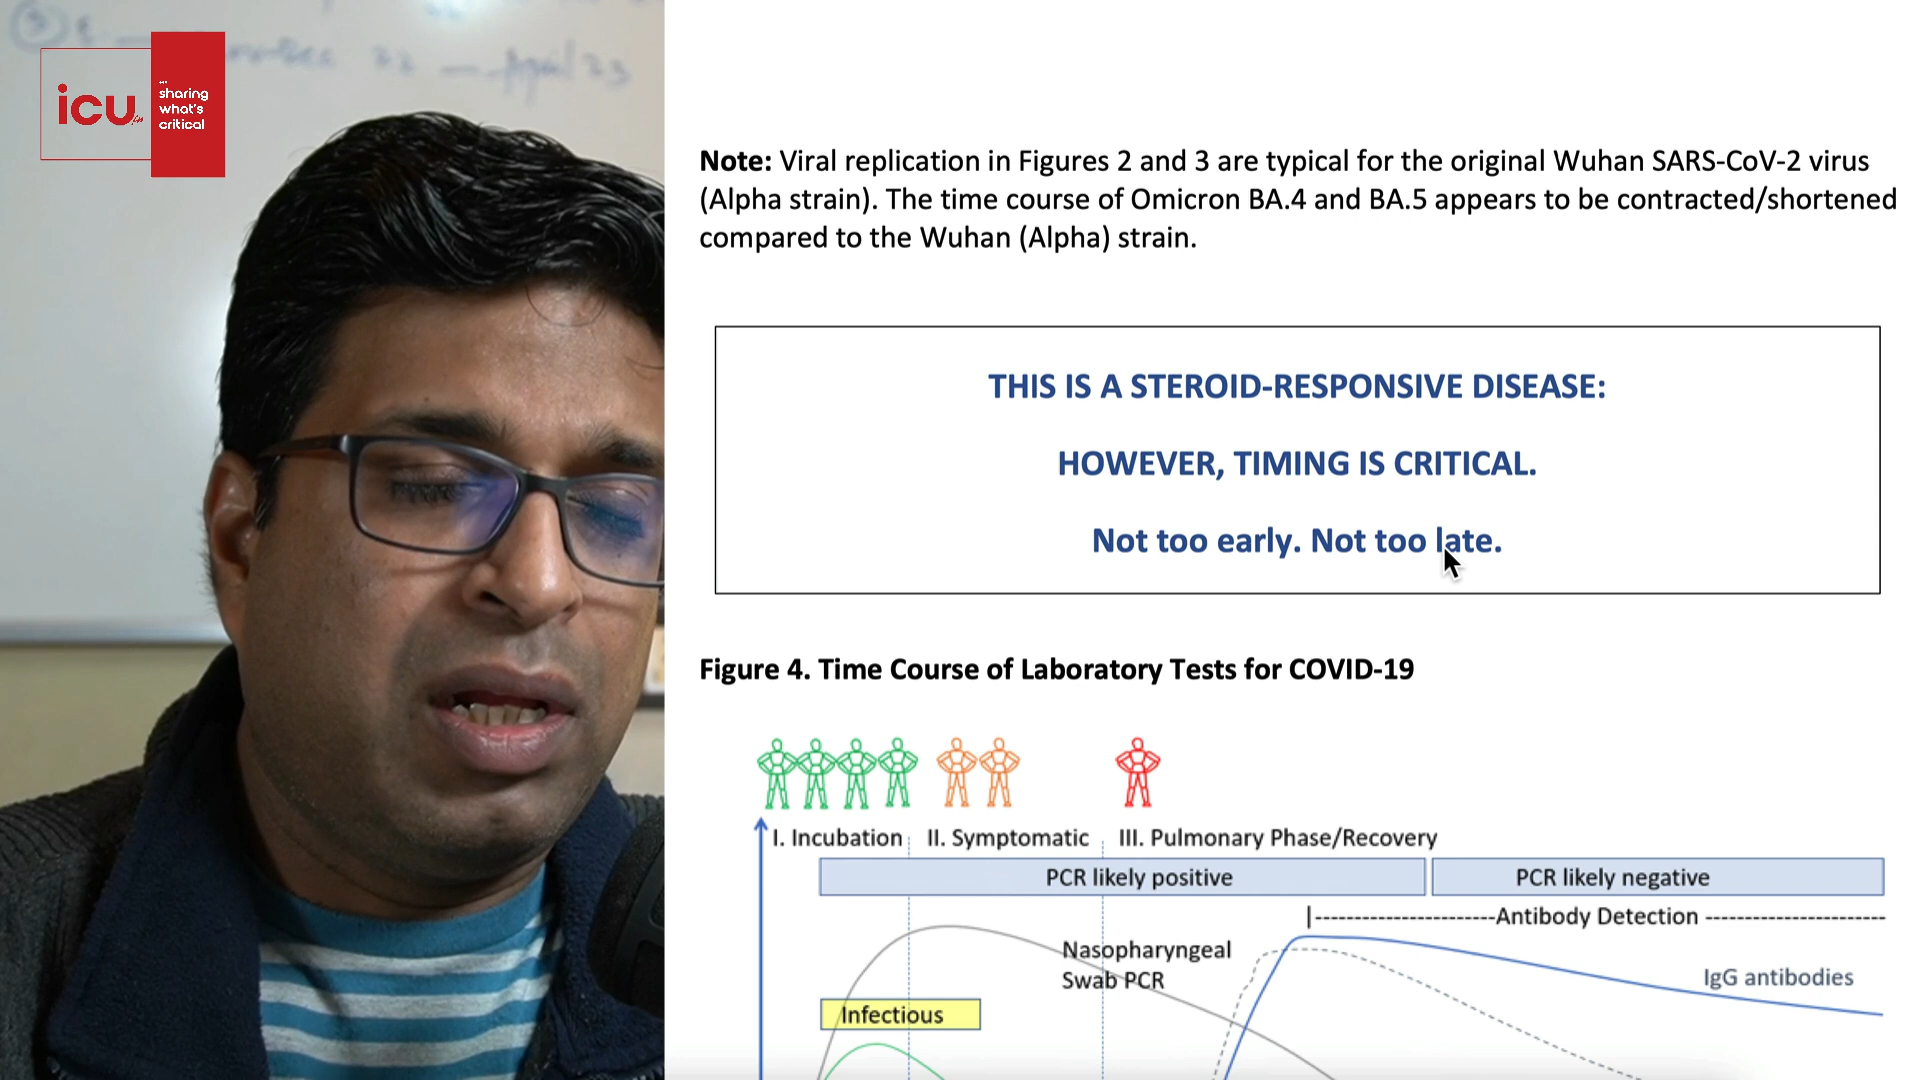 22 - April 23
icu.in
...
sharing
what's
critical
Note: Viral replication in Figures 2 and 3 are typical for the original Wuhan SARS-CoV-2 virus
(Alpha strain). The time course of Omicron BA.4 and BA.5 appears to be contracted/shortened
compared to the Wuhan (Alpha) strain.
THIS IS A STEROID-RESPONSIVE DISEASE:
HOWEVER, TIMING IS CRITICAL.
Not too early. Not too late.
Figure 4. Time Course of Laboratory Tests for COVID-19
I. Incubation II. Symptomatic III. Pulmonary Phase/Recovery
PCR likely positive PCR likely negative
Antibody Detection
Nasopharyngeal
Swab PCR
IgG antibodies
Infectious